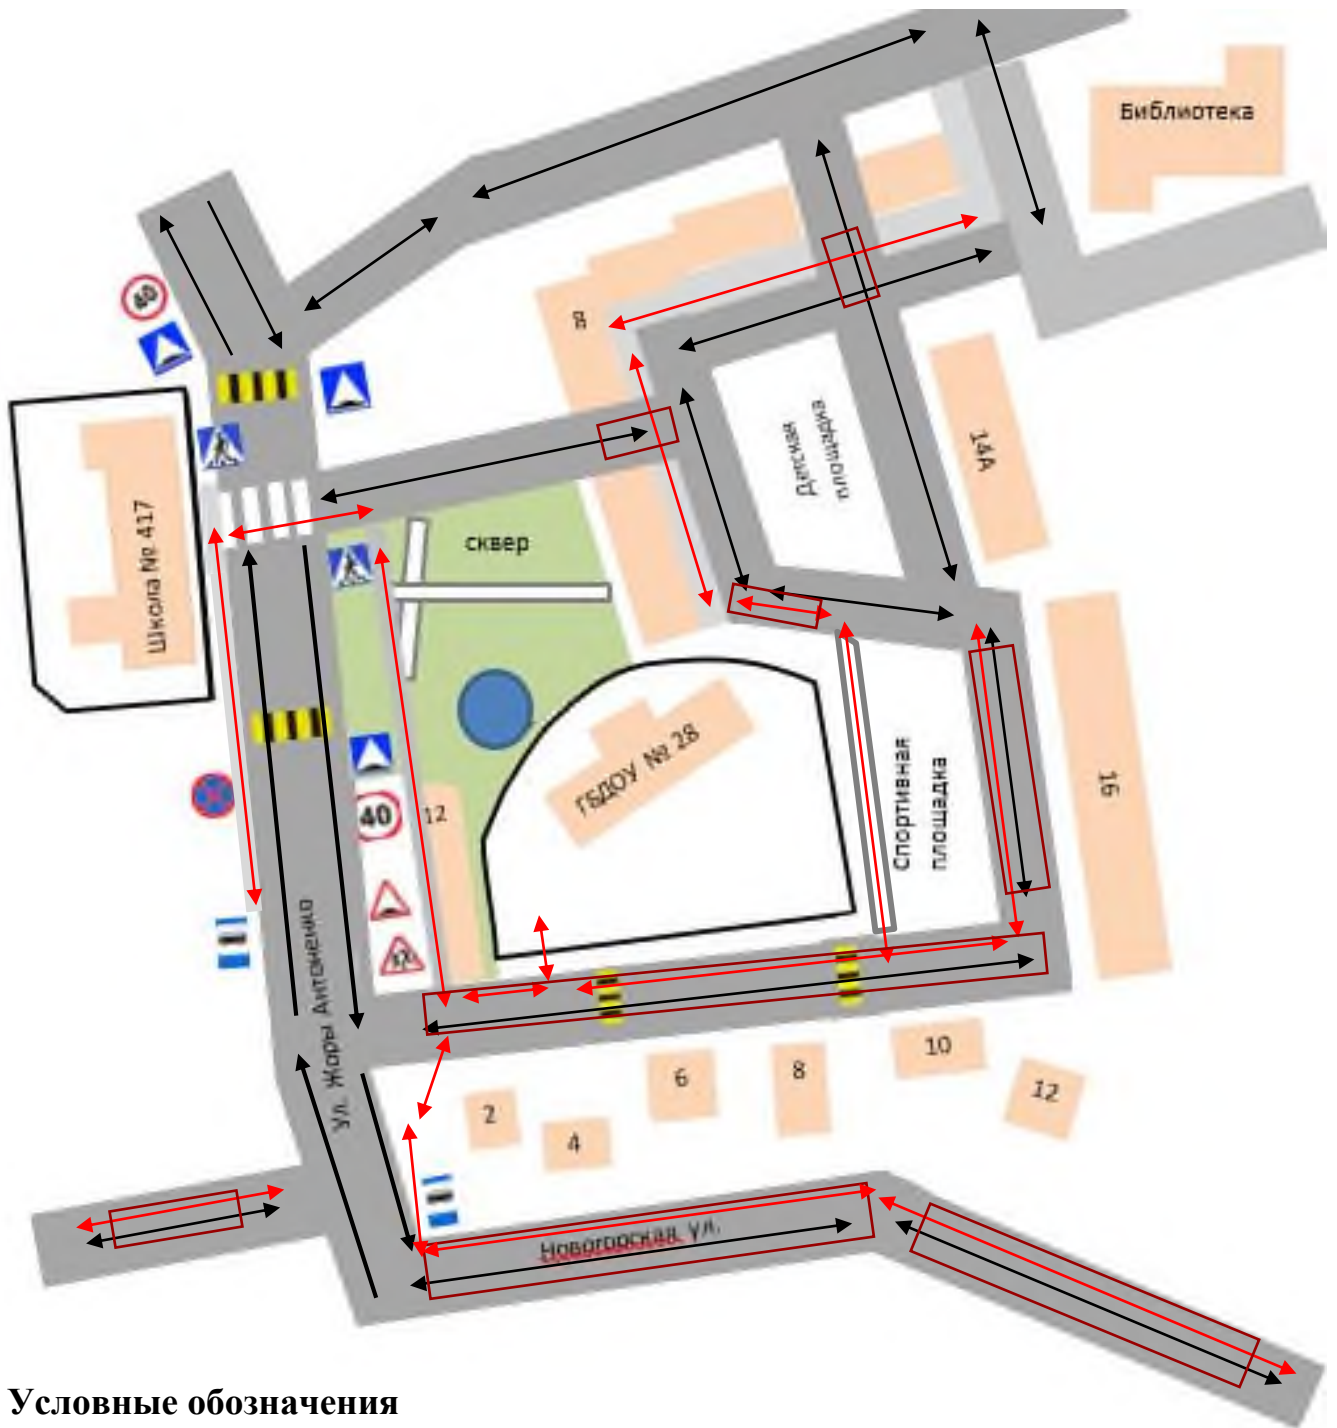 Библиотека
40
8
14А
Детская
площадка
Школа № 417
сквер
ГБДОУ № 28
16
Спортивная
площадка
12
40
Ул. Жоры Антоненко
10
8
6
12
2
4
Новогорская ул.
Условные обозначения